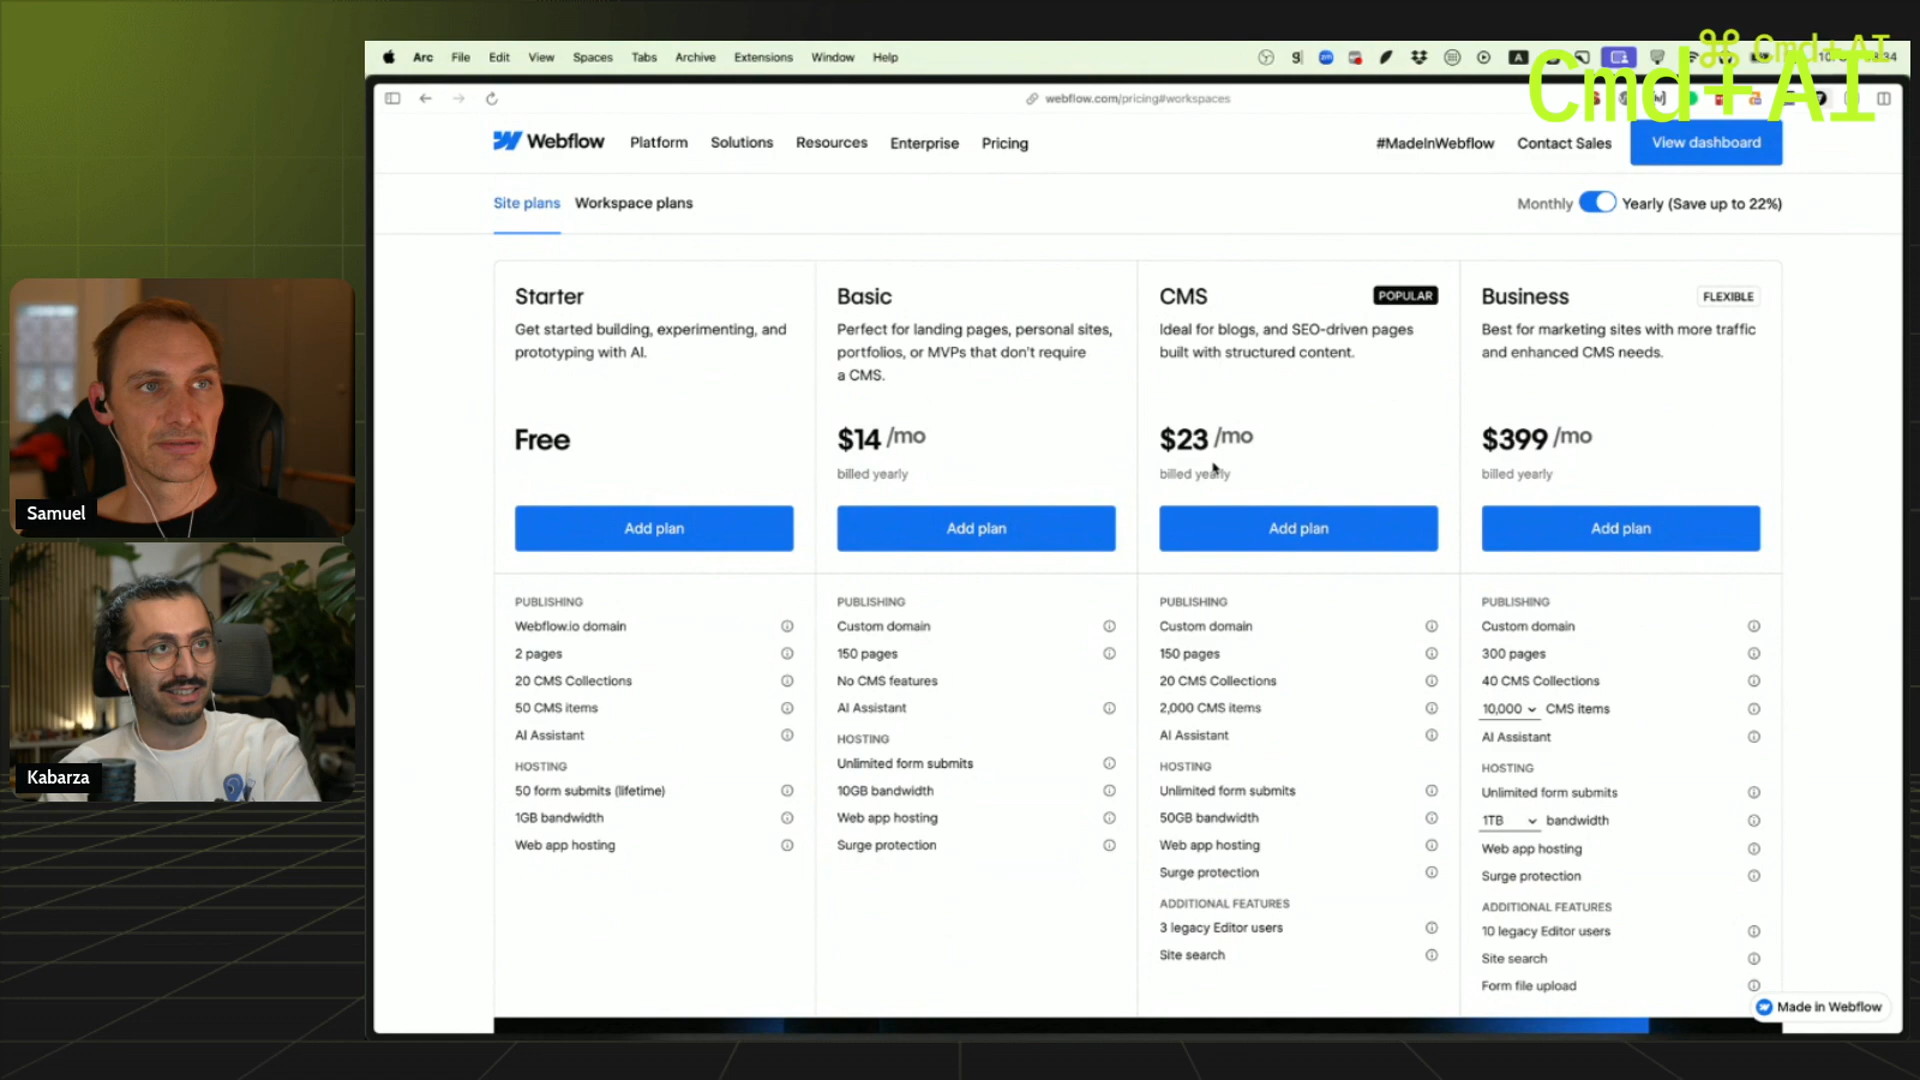 Arc File Edit View Spaces Tabs Archive Extensions Window Help
Cmd+AI
Cmd+AI
webflow.com/pricing#workspaces
Webflow Platform Solutions Resources Enterprise Pricing #MadeInWebflow Contact Sales View dashboard
Site plans Workspace plans Monthly Yearly (Save up to 22%)
Starter
Get started building, experimenting, and
prototyping with AI.
Free
Add plan
PUBLISHING
Webflow.io domain
2 pages
20 CMS Collections
50 CMS items
AI Assistant
HOSTING
50 form submits (lifetime)
1GB bandwidth
Web app hosting
Basic
Perfect for landing pages, personal sites,
portfolios, or MVPs that don't require
a CMS.
$14 /mo
billed yearly
Add plan
PUBLISHING
Custom domain
150 pages
No CMS features
AI Assistant
HOSTING
Unlimited form submits
10GB bandwidth
Web app hosting
Surge protection
CMS POPULAR
Ideal for blogs, and SEO-driven pages
built with structured content.
$23 /mo
billed yearly
Add plan
PUBLISHING
Custom domain
150 pages
20 CMS Collections
2,000 CMS items
AI Assistant
HOSTING
Unlimited form submits
50GB bandwidth
Web app hosting
Surge protection
ADDITIONAL FEATURES
3 legacy Editor users
Site search
Business FLEXIBLE
Best for marketing sites with more traffic
and enhanced CMS needs.
$399 /mo
billed yearly
Add plan
PUBLISHING
Custom domain
300 pages
40 CMS Collections
10,000 CMS items
AI Assistant
HOSTING
Unlimited form submits
1TB bandwidth
Web app hosting
Surge protection
ADDITIONAL FEATURES
10 legacy Editor users
Site search
Form file upload
Made in Webflow
Samuel
Kabarza